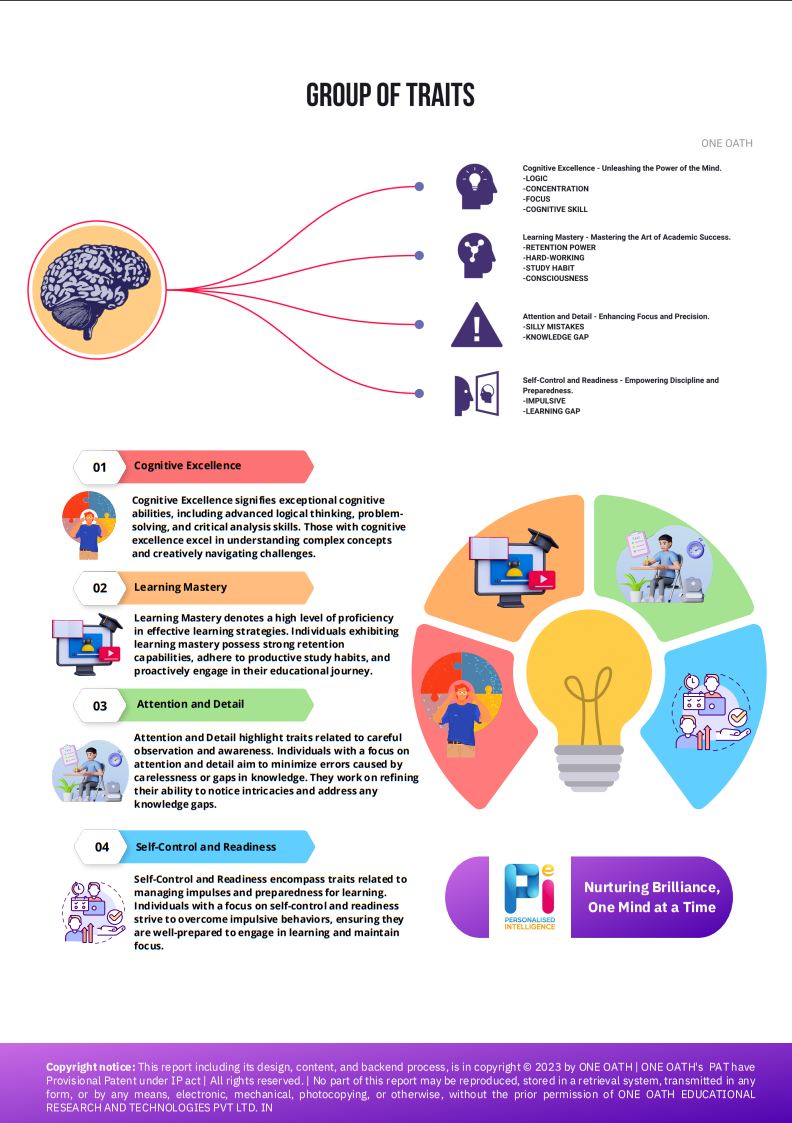 GROUP OF TRAITS
ONE OATH
Cognitive Excellence - Unleashing the Power of the Mind.
-LOGIC
-CONCENTRATION
-FOCUS
-COGNITIVE SKILL
Learning Mastery - Mastering the Art of Academic Success.
-RETENTION POWER
-HARD-WORKING
-STUDY HABIT
-CONSCIOUSNESS
Attention and Detail - Enhancing Focus and Precision.
-SILLY MISTAKES
-KNOWLEDGE GAP
Self-Control and Readiness - Empowering Discipline and
Preparedness.
-IMPULSIVE
-LEARNING GAP
01 Cognitive Excellence
Cognitive Excellence signifies exceptional cognitive
abilities, including advanced logical thinking, problem-
solving, and critical analysis skills. Those with cognitive
excellence excel in understanding complex concepts
and creatively navigating challenges.
02 Learning Mastery
Learning Mastery denotes a high level of proficiency
in effective learning strategies. Individuals exhibiting
learning mastery possess strong retention
capabilities, adhere to productive study habits, and
proactively engage in their educational journey.
03 Attention and Detail
Attention and Detail highlight traits related to careful
observation and awareness. Individuals with a focus on
attention and detail aim to minimize errors caused by
carelessness or gaps in knowledge. They work on refining
their ability to notice intricacies and address any
knowledge gaps.
04 Self-Control and Readiness
Self-Control and Readiness encompass traits related to
managing impulses and preparedness for learning.
Individuals with a focus on self-control and readiness
strive to overcome impulsive behaviors, ensuring they
are well-prepared to engage in learning and maintain
focus.
Pie
PERSONALISED
INTELLIGENCE
Nurturing Brilliance,
One Mind at a Time
Copyright notice: This report including its design, content, and backend process, is in copyright © 2023 by ONE OATH | ONE OATH's PAT have
Provisional Patent under IP act | All rights reserved. | No part of this report may be reproduced, stored in a retrieval system, transmitted in any
form, or by any means, electronic, mechanical, photocopying, or otherwise, without the prior permission of ONE OATH EDUCATIONAL
RESEARCH AND TECHNOLOGIES PVT LTD. IN